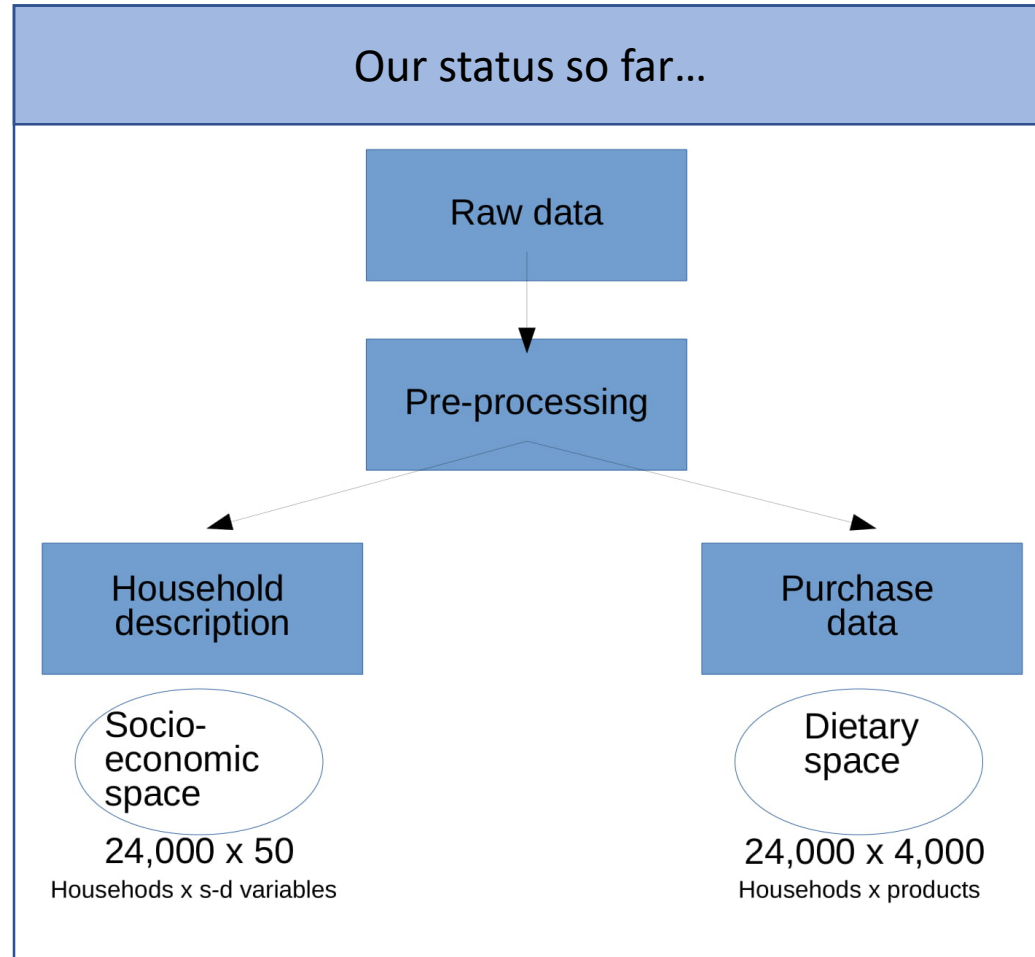 Our status so far...
Raw data
Pre-processing
Household
description
Purchase
data
Socio-
economic
space
Dietary
space
24,000 x 50
Househods x s-d variables
24,000 x 4,000
Househods x products